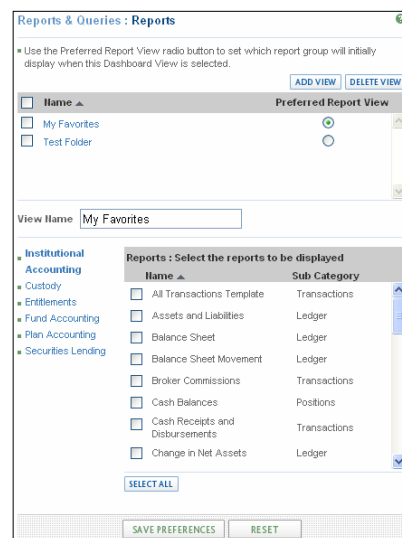 Reports & Queries : Reports
Use the Preferred Report View radio button to set which report group will initially
display when this Dashboard View is selected.
ADD VIEW DELETE VIEW
Name Preferred Report View
My Favorites
Test Folder
View Name My Favorites
Institutional
Accounting
Custody
Entitlements
Fund Accounting
Plan Accounting
Securities Lending
Reports : Select the reports to be displayed
Name Sub Category
All Transactions Template Transactions
Assets and Liabilities Ledger
Balance Sheet Ledger
Balance Sheet Movement Ledger
Broker Commissions Transactions
Cash Balances Positions
Cash Receipts and
Disbursements Transactions
Change in Net Assets Ledger
SELECT ALL
SAVE PREFERENCES RESET